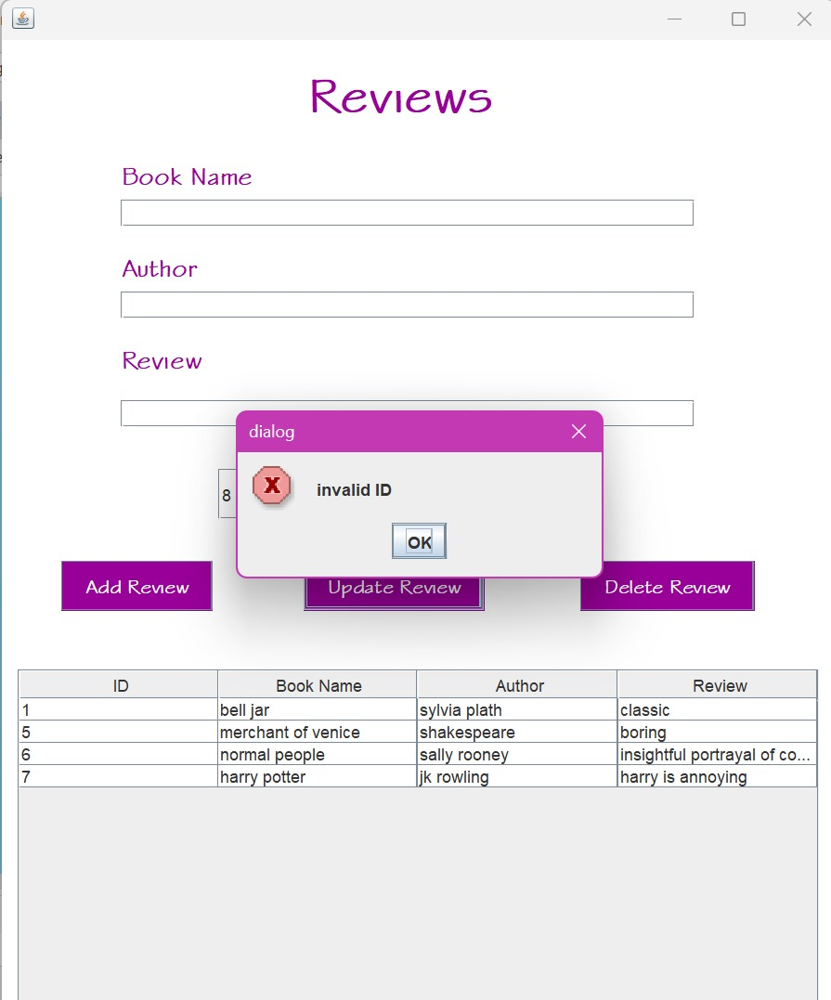 Reviews
Book Name
Author
Review
dialog
invalid ID
8
OK
Add Review Update Review Delete Review
ID Book Name Author Review
1 bell jar sylvia plath classic
5 merchant of venice shakespeare boring
6 normal people sally rooney insightful portrayal of co...
7 harry potter jk rowling harry is annoying